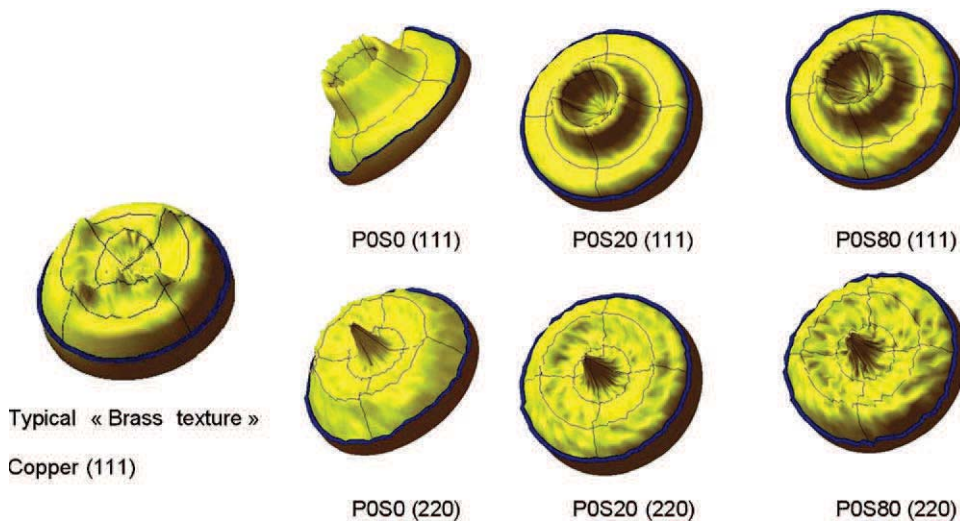 P0S0 (111)
P0S20 (111)
P0S80 (111)
Typical « Brass texture »
Copper (111)
P0S0 (220)
P0S20 (220)
P0S80 (220)